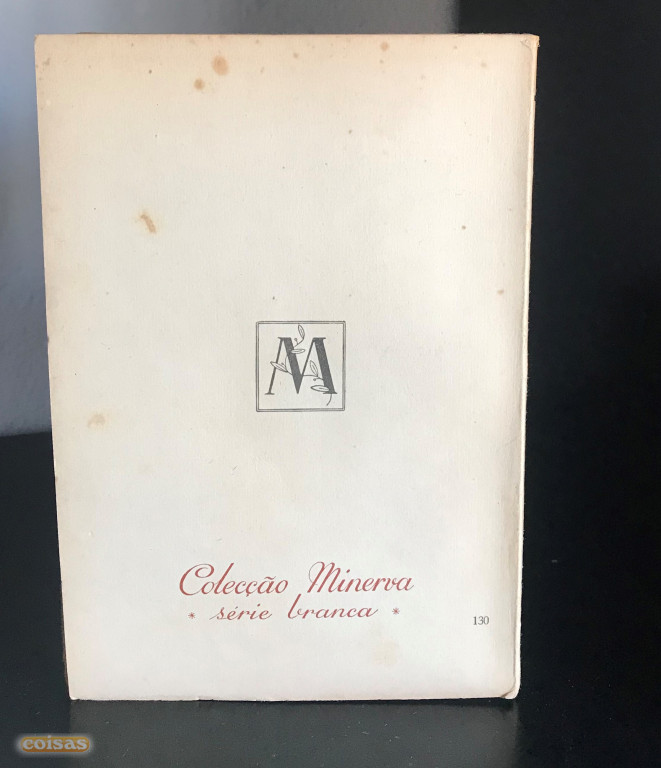 M
Colecção Minerva
* série branca *
130
coisas